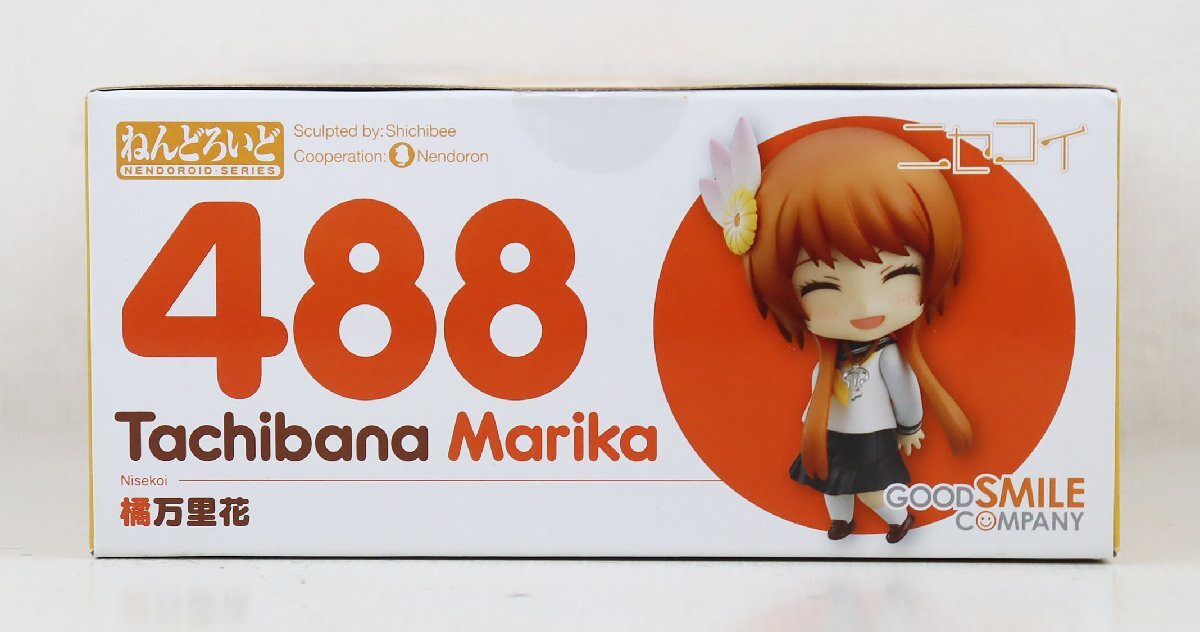 ねんどろいど
NENDOROID·SERIES
Sculpted by: Shichibee
Cooperation: Nendoron
ニセコイ
488
Tachibana Marika
Nisekoi
橘万里花
GOOD SMILE
COMPANY